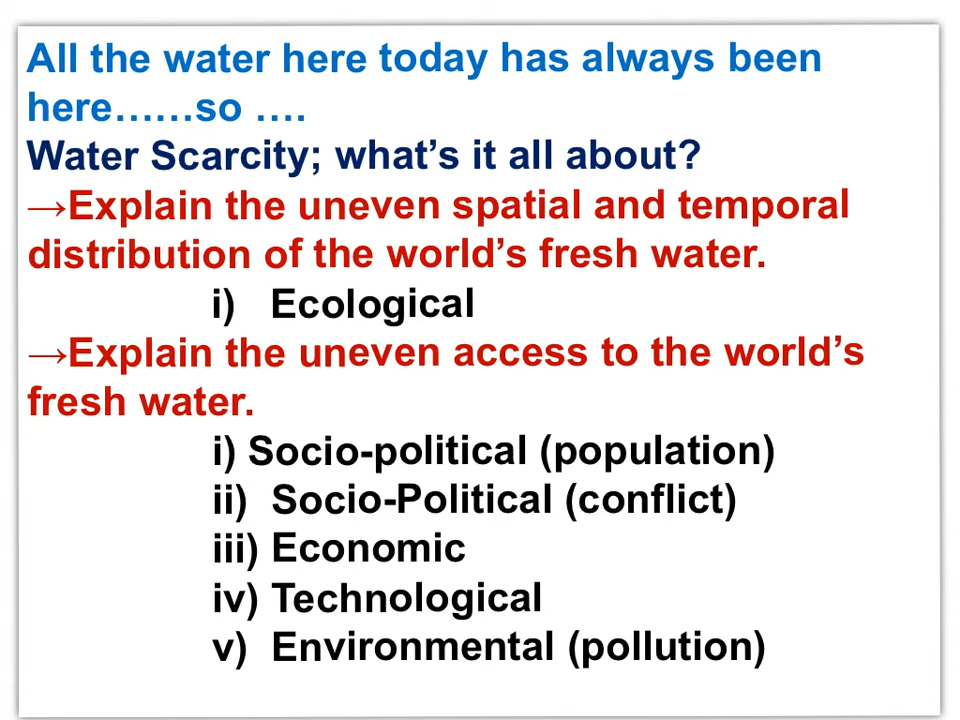 All the water here today has always been
here……so ….
Water Scarcity; what’s it all about?
→Explain the uneven spatial and temporal
distribution of the world’s fresh water.
i) Ecological
→Explain the uneven access to the world’s
fresh water.
i) Socio-political (population)
ii) Socio-Political (conflict)
iii) Economic
iv) Technological
v) Environmental (pollution)